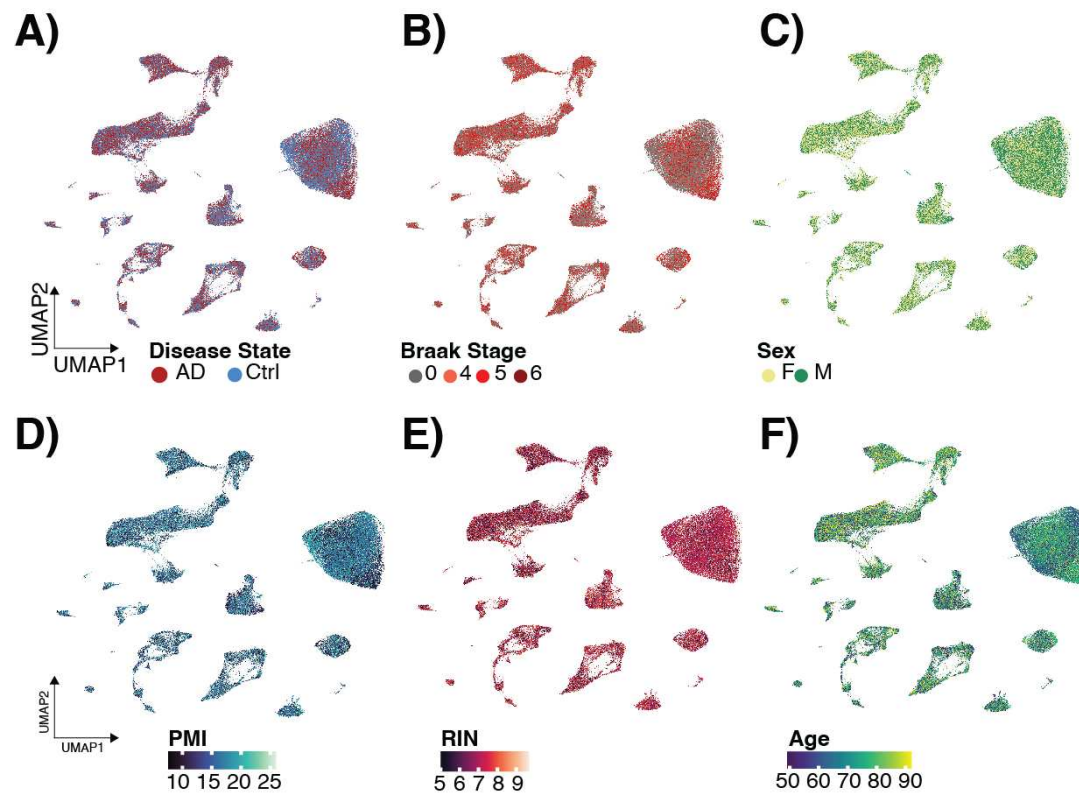 A) B) C)
UMAP2
UMAP1
Disease State
AD Ctrl
Braak Stage
0 4 5 6
Sex
F M
D) E) F)
UMAP2
UMAP1
PMI
10 15 20 25
RIN
5 6 7 8 9
Age
50 60 70 80 90